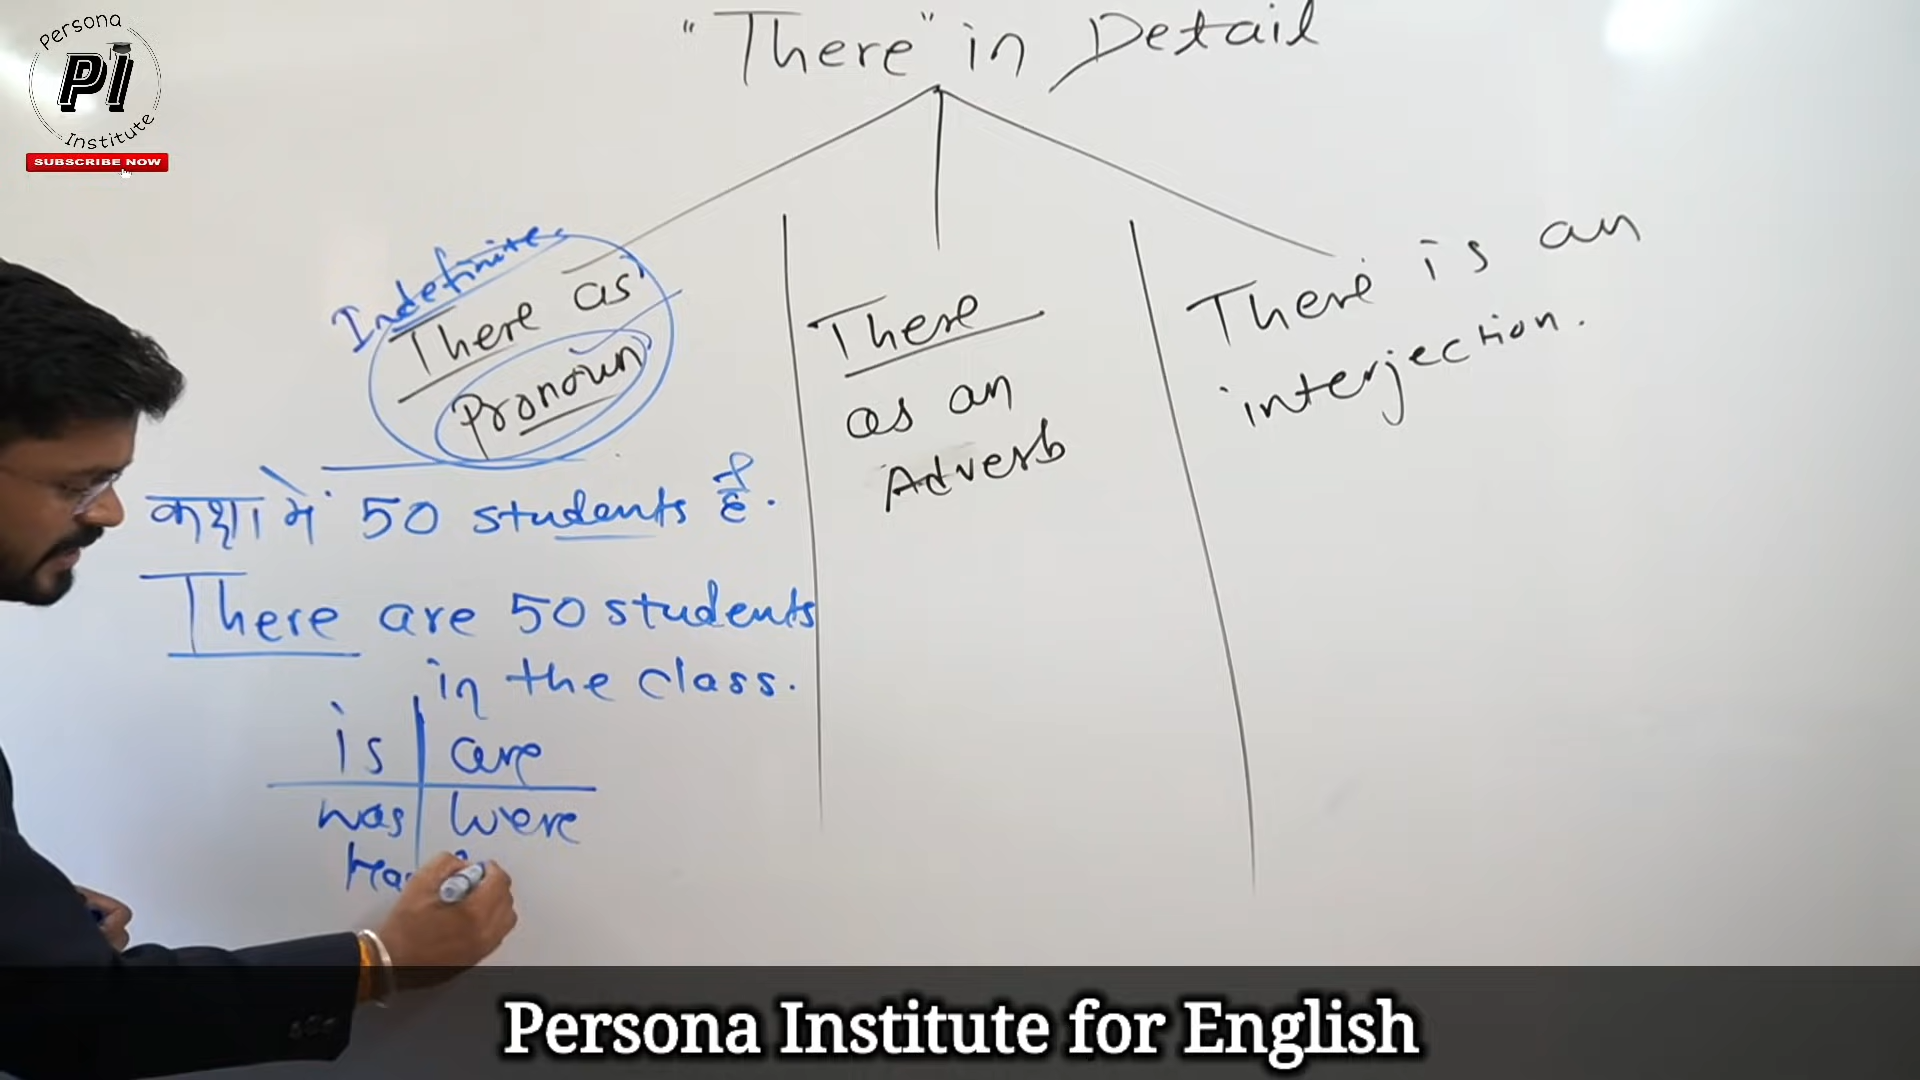 Persona
PI
Institute
SUBSCRIBE NOW
"There" in Detail
Indefinite
There as
Pronoun
कक्षा में 50 students हैं.
There are 50 students
in the class.
is are
was were
There
as an
Adverb
There is an
interjection.
Persona Institute for English